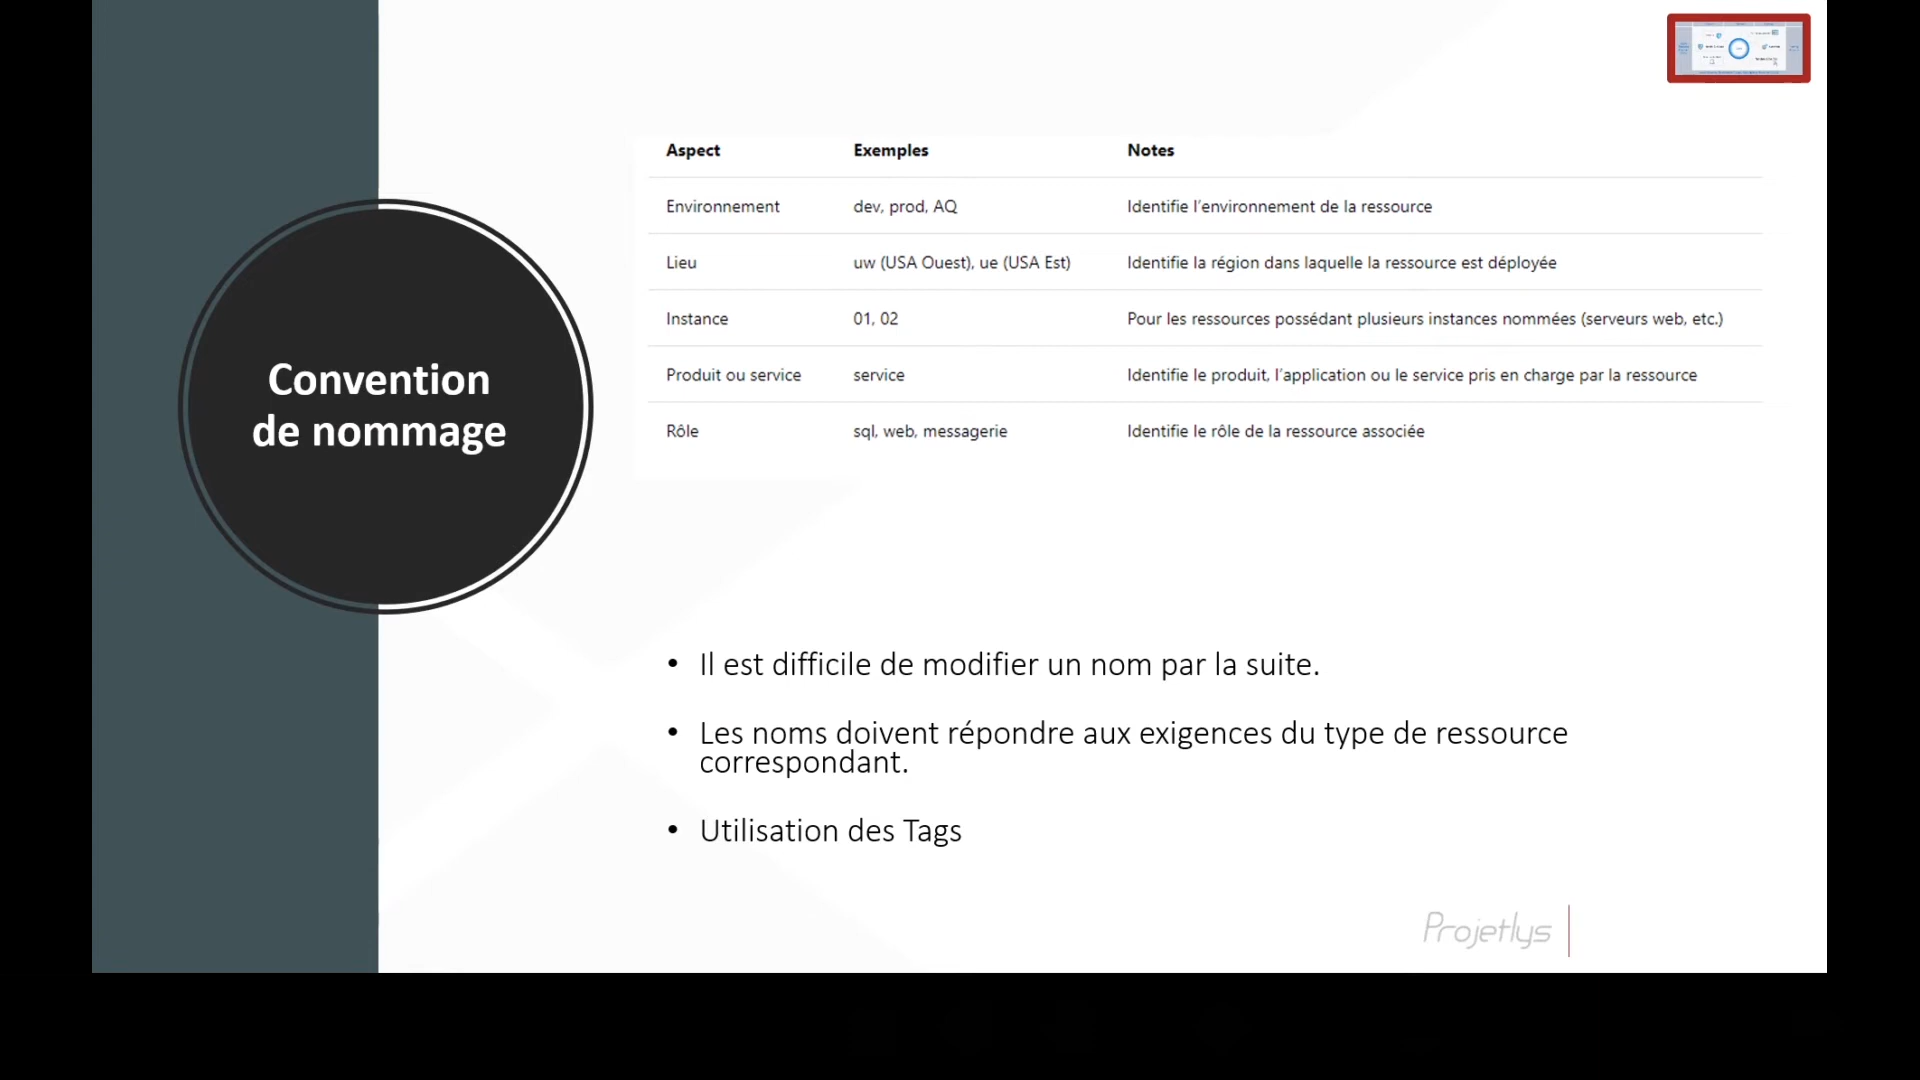 Convention
de nommage
Aspect Exemples Notes
Environnement dev, prod, AQ Identifie l'environnement de la ressource
Lieu uw (USA Ouest), ue (USA Est) Identifie la région dans laquelle la ressource est déployée
Instance 01, 02 Pour les ressources possédant plusieurs instances nommées (serveurs web, etc.)
Produit ou service service Identifie le produit, l'application ou le service pris en charge par la ressource
Rôle sql, web, messagerie Identifie le rôle de la ressource associée
• Il est difficile de modifier un nom par la suite.
• Les noms doivent répondre aux exigences du type de ressource
correspondant.
• Utilisation des Tags
Projetlys